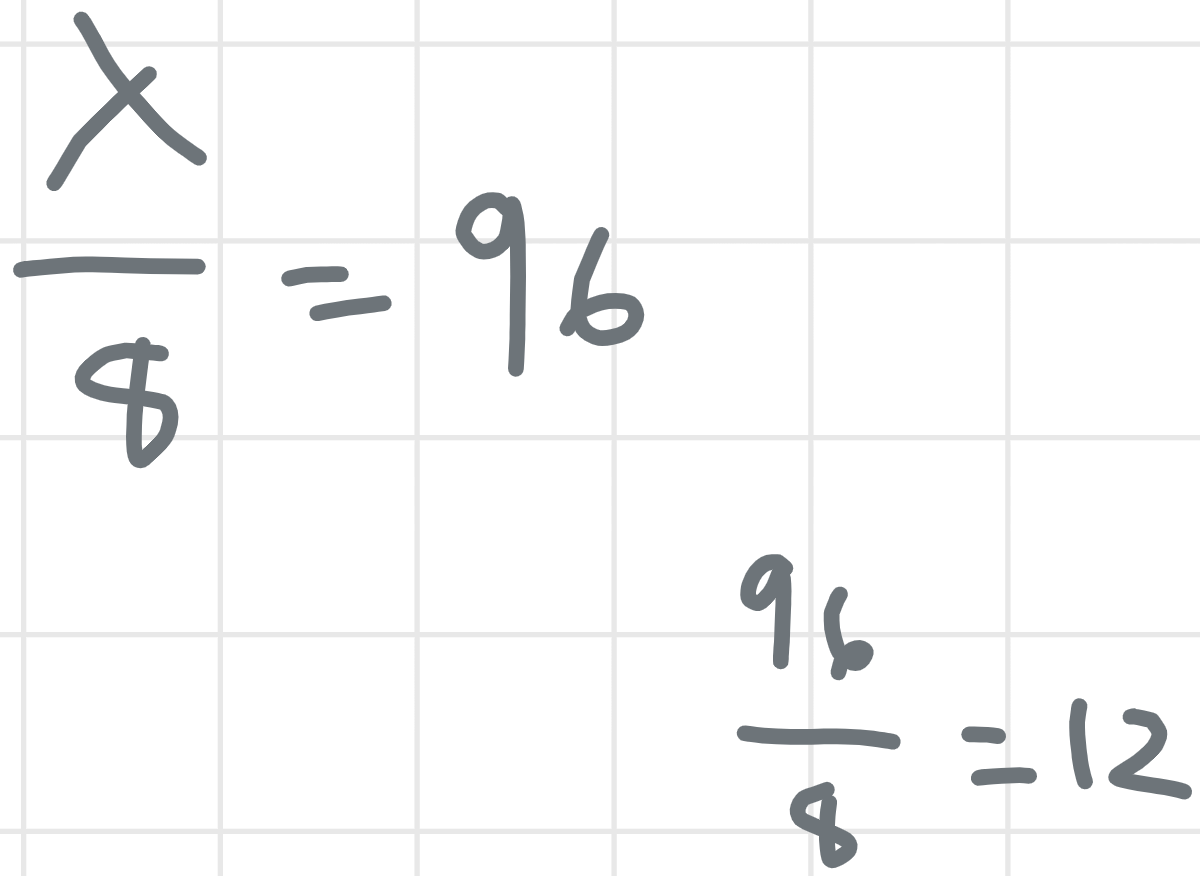 x/8 = 96
96/8 = 12